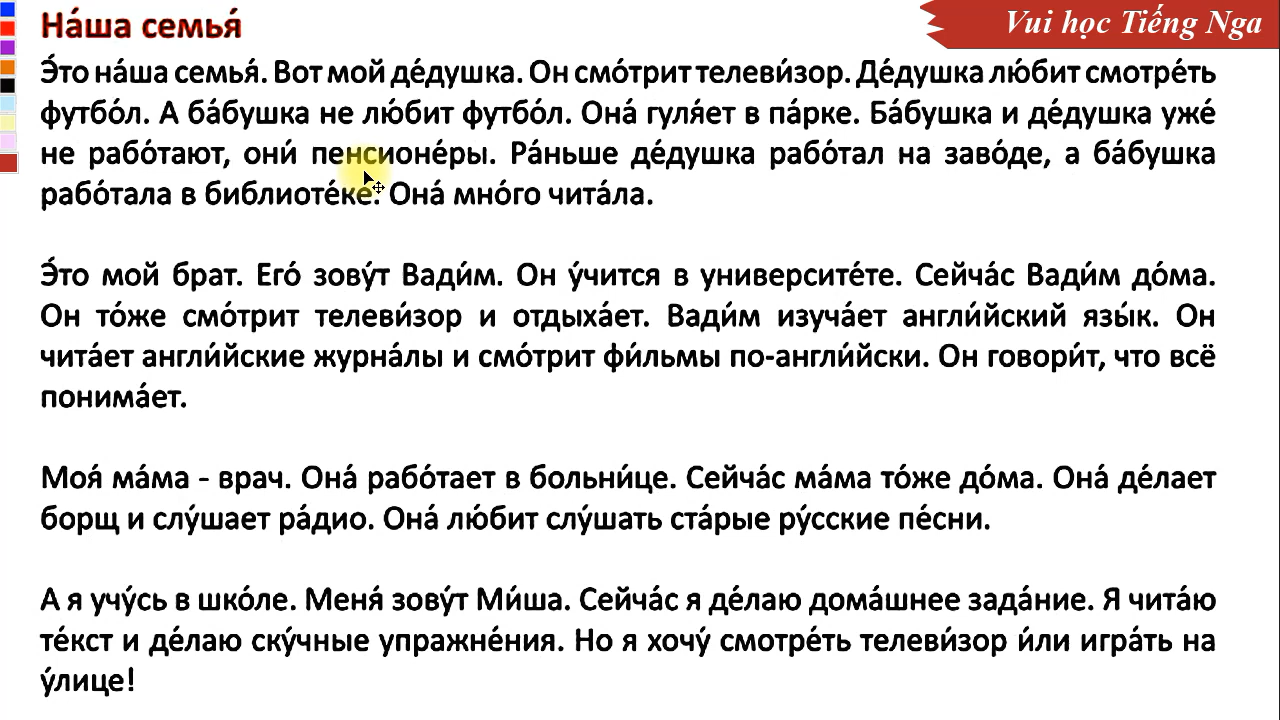 На́ша семья́
Vui học Tiếng Nga
Э́то на́ша семья́. Вот мой де́душка. Он смо́трит телеви́зор. Де́душка лю́бит смотре́ть
футбо́л. А ба́бушка не лю́бит футбо́л. Она́ гуля́ет в па́рке. Ба́бушка и де́душка уже́
не рабо́тают, они́ пенсионе́ры. Ра́ньше де́душка рабо́тал на заво́де, а ба́бушка
рабо́тала в библиоте́ке. Она́ мно́го чита́ла.
Э́то мой брат. Его́ зову́т Вади́м. Он у́чится в университе́те. Сейча́с Вади́м до́ма.
Он то́же смо́трит телеви́зор и отдыха́ет. Вади́м изуча́ет англи́йский язы́к. Он
чита́ет англи́йские журна́лы и смо́трит фи́льмы по-англи́йски. Он говори́т, что всё
понима́ет.
Моя́ ма́ма - врач. Она́ рабо́тает в больни́це. Сейча́с ма́ма то́же до́ма. Она́ де́лает
борщ и слу́шает ра́дио. Она́ лю́бит слу́шать ста́рые ру́сские пе́сни.
А я учу́сь в шко́ле. Меня́ зову́т Ми́ша. Сейча́с я де́лаю дома́шнее зада́ние. Я чита́ю
те́кст и де́лаю ску́чные упражне́ния. Но я хочу́ смотре́ть телеви́зор и́ли игра́ть на
у́лице!